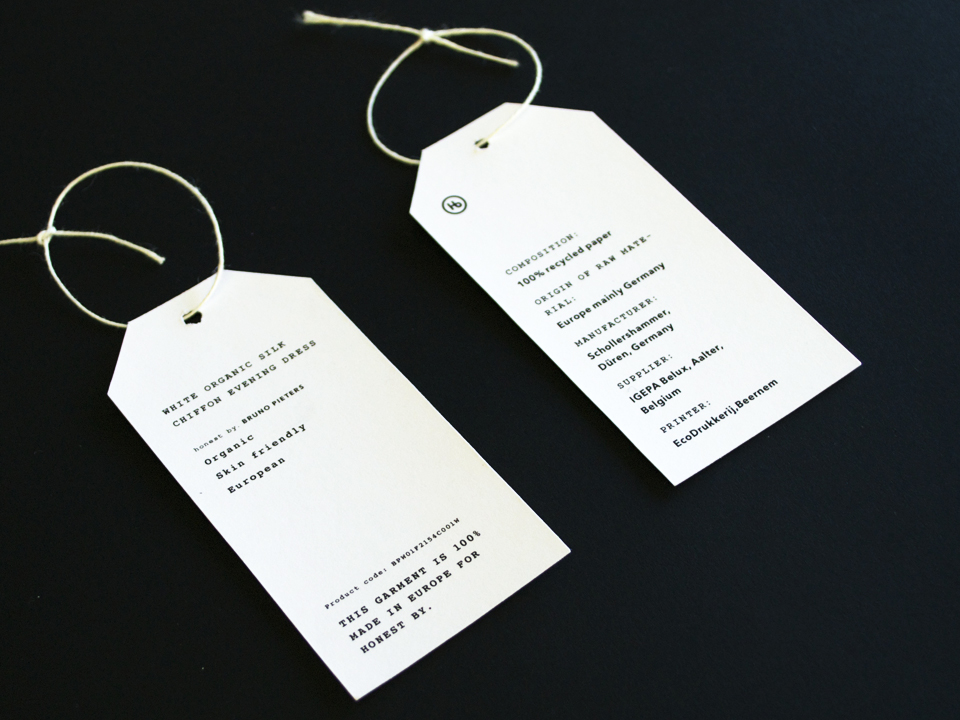 WHITE ORGANIC SILK
CHIFFON EVENING DRESS
honest by BRUNO PIETERS
Organic
Skin friendly
European
Product code: BPW01F2154C001W
THIS GARMENT IS 100%
MADE IN EUROPE FOR
HONEST BY.
Hb
COMPOSITION:
100% recycled paper
ORIGIN OF RAW MATE-
RIAL:
Europe mainly Germany
MANUFACTURER:
Schollershammer,
Düren, Germany
SUPPLIER:
IGEPA Belux, Aalter,
Belgium
PRINTER:
EcoDrukkerij,Beernem